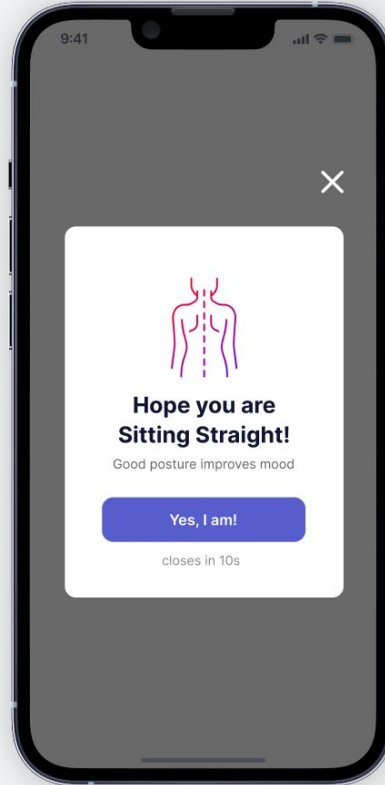 9:41
Hope you are
Sitting Straight!
Good posture improves mood
Yes, I am!
closes in 10s